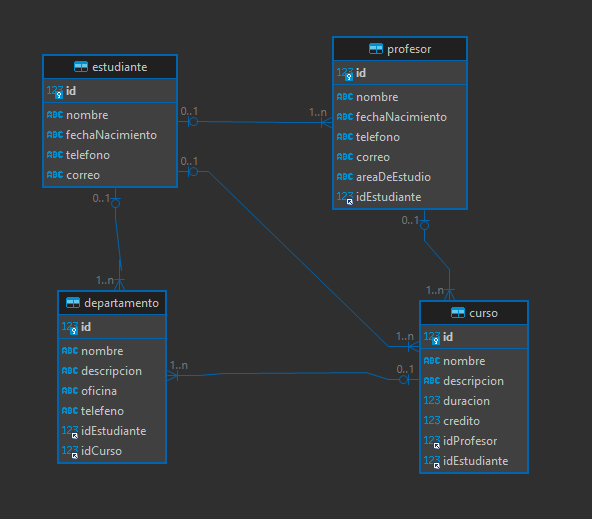 estudiante
123 id
ABC nombre
ABC fechaNacimiento
ABC telefono
ABC correo
profesor
123 id
ABC nombre
ABC fechaNacimiento
ABC telefono
ABC correo
ABC areaDeEstudio
123 idEstudiante
0..1
1..n
0..1
0..1
0..1
1..n
1..n
departamento
123 id
ABC nombre
ABC descripcion
ABC oficina
ABC telefeno
123 idEstudiante
123 idCurso
1..n
1..n
0..1
curso
123 id
ABC nombre
ABC descripcion
123 duracion
123 credito
123 idProfesor
123 idEstudiante